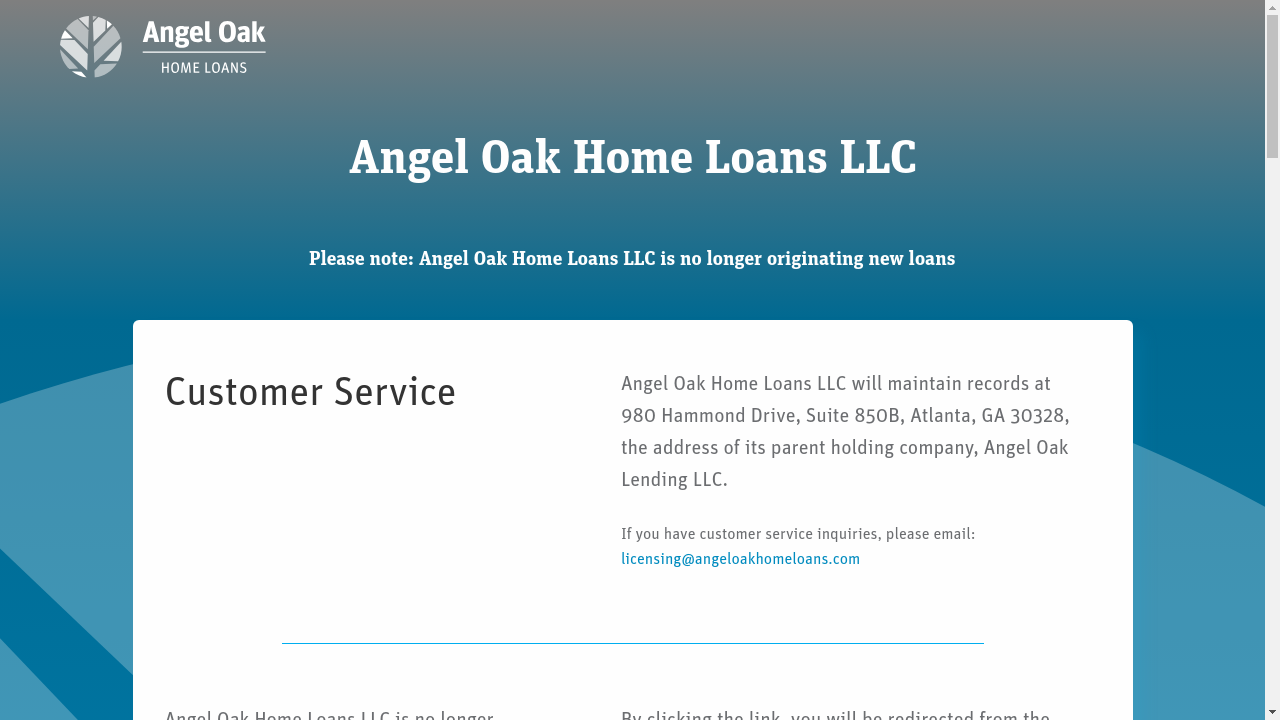 Angel Oak
HOME LOANS
Angel Oak Home Loans LLC
Please note: Angel Oak Home Loans LLC is no longer originating new loans
Customer Service
Angel Oak Home Loans LLC will maintain records at
980 Hammond Drive, Suite 850B, Atlanta, GA 30328,
the address of its parent holding company, Angel Oak
Lending LLC.
If you have customer service inquiries, please email:
licensing@angeloakhomeloans.com
Angel Oak Home Loans LLC is no longer
By clicking the link, you will be redirected from the